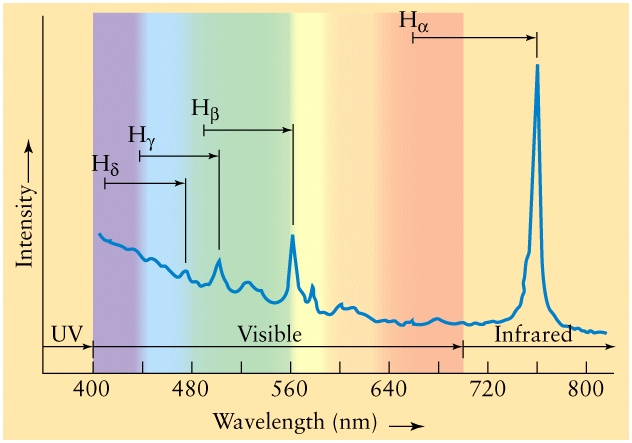 Hα
Hβ
Hγ
Hδ
Intensity
UV
Visible
Infrared
400
480
560
640
720
800
Wavelength (nm)